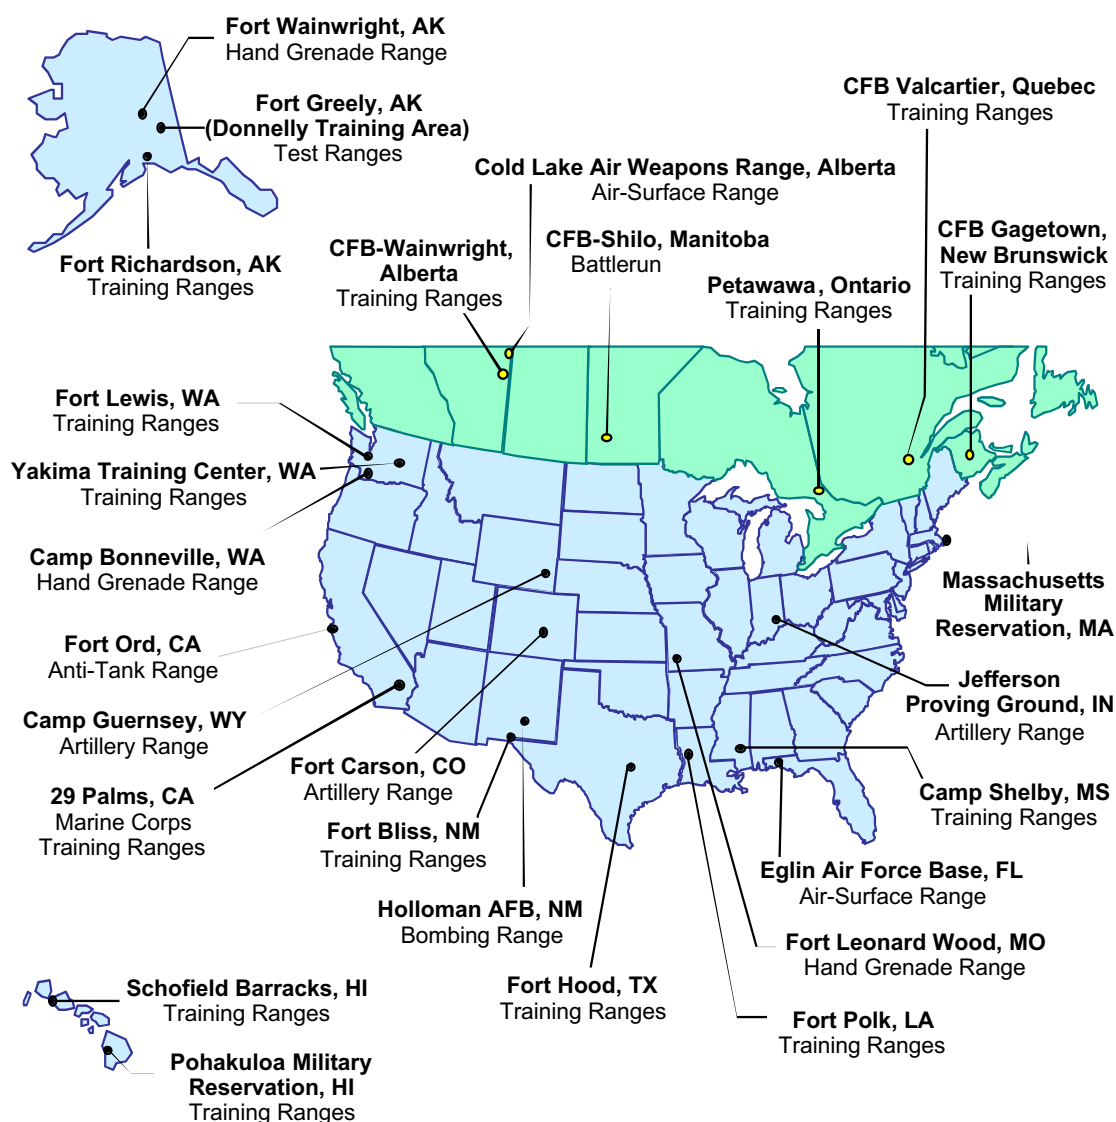 Fort Wainwright, AK
Hand Grenade Range
Fort Greely, AK
(Donnelly Training Area)
Test Ranges
Fort Richardson, AK
Training Ranges
CFB Valcartier, Quebec
Training Ranges
Cold Lake Air Weapons Range, Alberta
Air-Surface Range
CFB-Wainwright,
Alberta
Training Ranges
CFB-Shilo, Manitoba
Battlerun
Petawawa, Ontario
Training Ranges
CFB Gagetown,
New Brunswick
Training Ranges
Fort Lewis, WA
Training Ranges
Yakima Training Center, WA
Training Ranges
Camp Bonneville, WA
Hand Grenade Range
Fort Ord, CA
Anti-Tank Range
Camp Guernsey, WY
Artillery Range
29 Palms, CA
Marine Corps
Training Ranges
Massachusetts
Military
Reservation, MA
Jefferson
Proving Ground, IN
Artillery Range
Fort Carson, CO
Artillery Range
Fort Bliss, NM
Training Ranges
Holloman AFB, NM
Bombing Range
Fort Hood, TX
Training Ranges
Camp Shelby, MS
Training Ranges
Eglin Air Force Base, FL
Air-Surface Range
Fort Leonard Wood, MO
Hand Grenade Range
Fort Polk, LA
Training Ranges
Schofield Barracks, HI
Training Ranges
Pohakuloa Military
Reservation, HI
Training Ranges